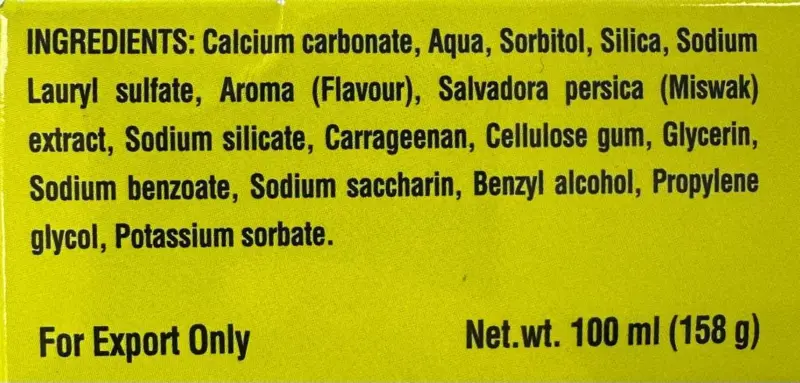 INGREDIENTS: Calcium carbonate, Aqua, Sorbitol, Silica, Sodium
Lauryl sulfate, Aroma (Flavour), Salvadora persica (Miswak)
extract, Sodium silicate, Carrageenan, Cellulose gum, Glycerin,
Sodium benzoate, Sodium saccharin, Benzyl alcohol, Propylene
glycol, Potassium sorbate.
For Export Only
Net.wt. 100 ml (158 g)